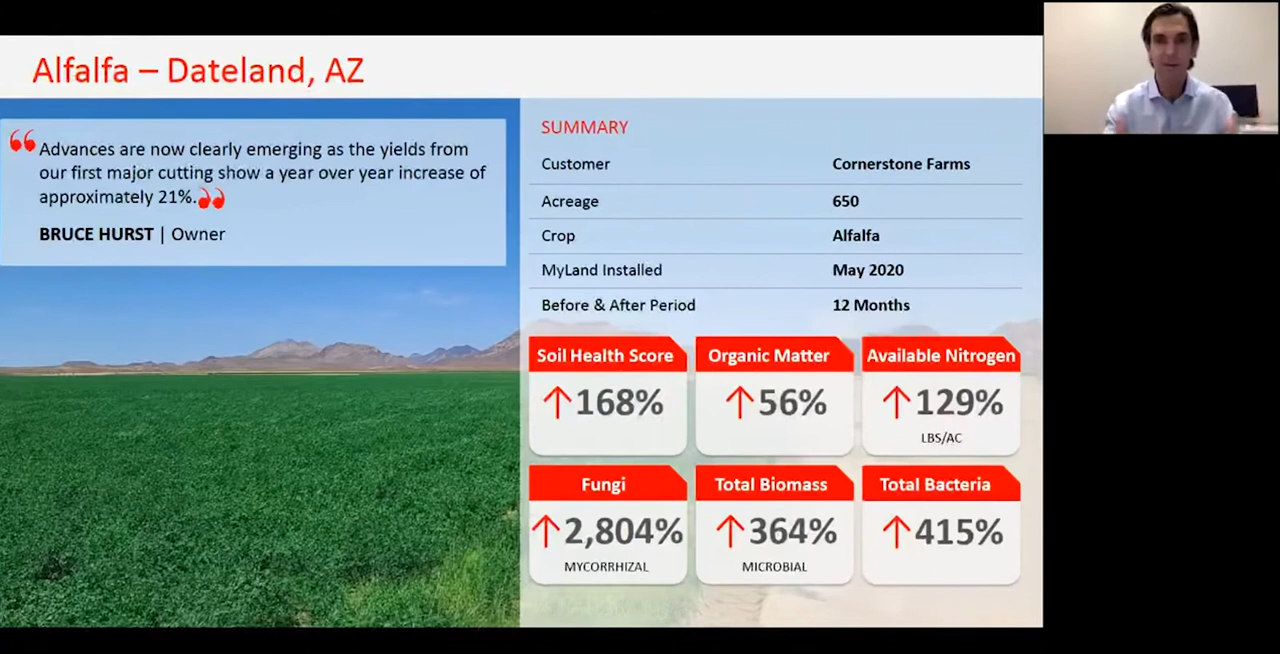 Alfalfa – Dateland, AZ
“ Advances are now clearly emerging as the yields from
our first major cutting show a year over year increase of
approximately 21%.”
BRUCE HURST | Owner
SUMMARY
Customer Cornerstone Farms
Acreage 650
Crop Alfalfa
MyLand Installed May 2020
Before & After Period 12 Months
Soil Health Score Organic Matter Available Nitrogen
↑168% ↑56% ↑129%
LBS/AC
Fungi Total Biomass Total Bacteria
↑2,804% ↑364% ↑415%
MYCORRHIZAL MICROBIAL